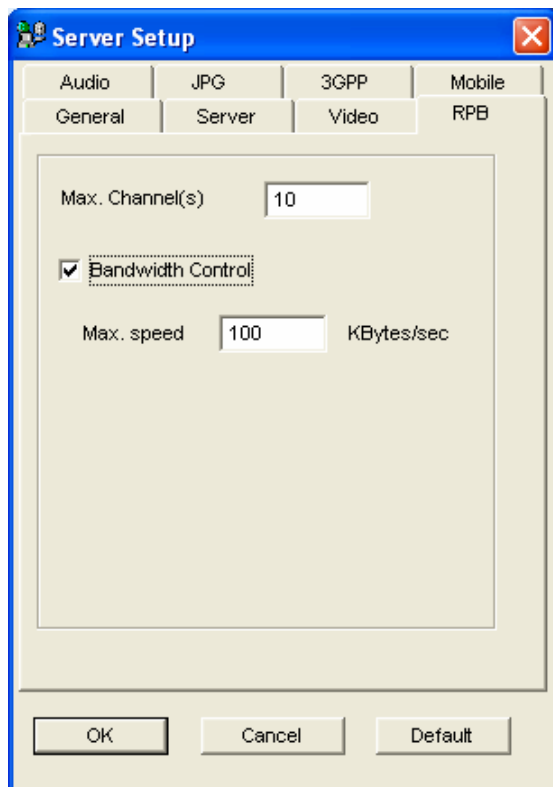 Server Setup
Audio JPG 3GPP Mobile
General Server Video RPB
Max. Channel(s) 10
Bandwidth Control
Max. speed 100 KBytes/sec
OK Cancel Default